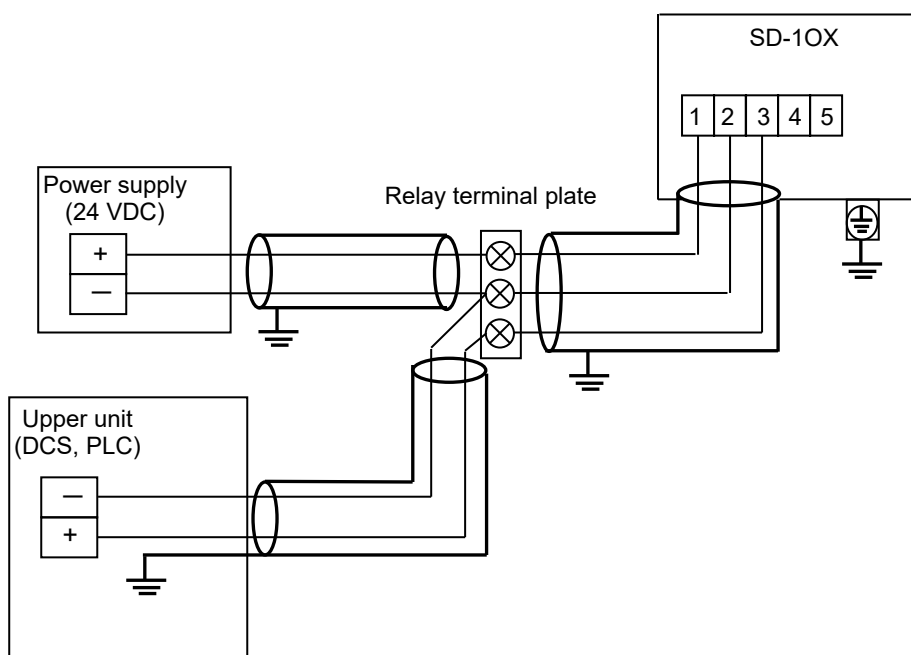 SD-1OX
1 2 3 4 5
Power supply
(24 VDC)
+
—
Relay terminal plate
Upper unit
(DCS, PLC)
—
+